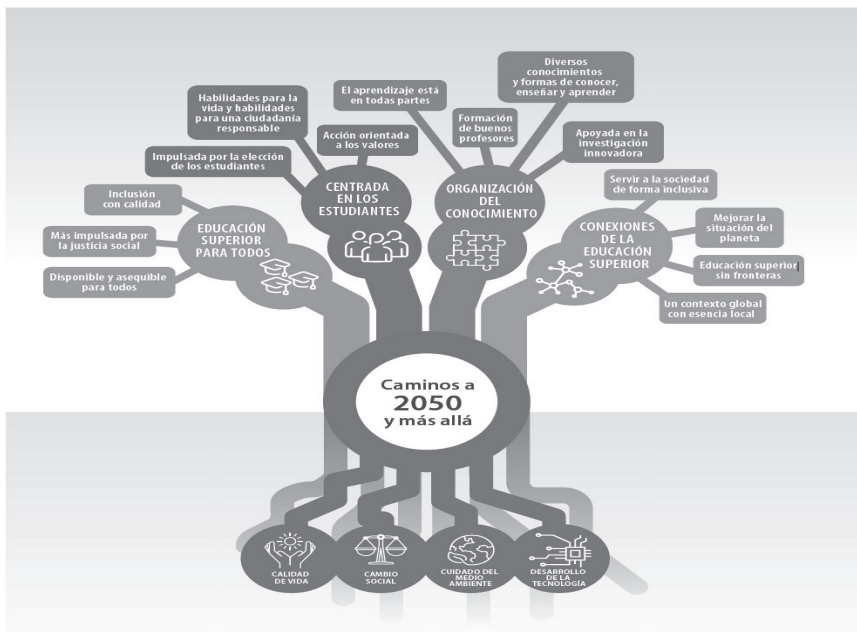 Diversos
conocimientos
y formas de conocer,
enseñar y aprender
El aprendizaje está
en todas partes
Habilidades para la
vida y habilidades
para una ciudadanía
responsable
Formación
de buenos
profesores
Acción orientada
a los valores
Apoyada en la
investigación
innovadora
Impulsada por la elección
de los estudiantes
CENTRADA
EN LOS
ESTUDIANTES
ORGANIZACIÓN
DEL
CONOCIMIENTO
Servir a la sociedad
de forma inclusiva
Inclusión
con calidad
EDUCACIÓN
SUPERIOR
PARA TODOS
CONEXIONES
DE LA
EDUCACIÓN
SUPERIOR
Mejorar la
situación del
planeta
Más impulsada por
la justicia social
Educación superior
sin fronteras
Disponible y asequible
para todos
Un contexto global
con esencia local
Caminos a
2050
y más allá
CALIDAD
DE VIDA
CAMBIO
SOCIAL
CUIDADO DEL
MEDIO
AMBIENTE
DESARROLLO
DE LA
TECNOLOGÍA